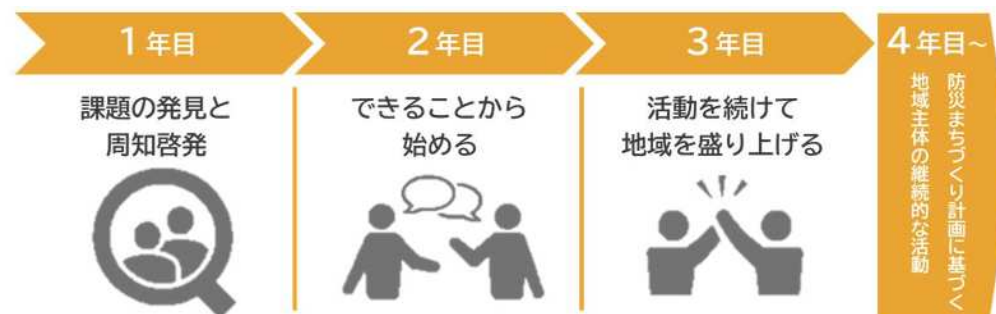 1年目
課題の発見と
周知啓発
2年目
できることから
始める
3年目
活動を続けて
地域を盛り上げる
4年目～
防災まちづくり計画に基づく
地域主体の継続的な活動